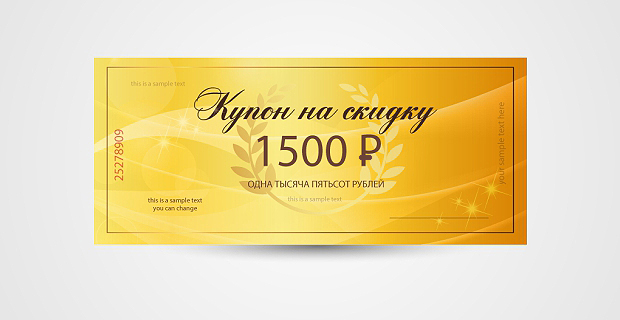 this is a sample text
Купон на скидку
1500 ₽
ОДНА ТЫСЯЧА ПЯТЬСОТ РУБЛЕЙ
this is a sample text
this is a sample text
you can change
25278909
your sample text here